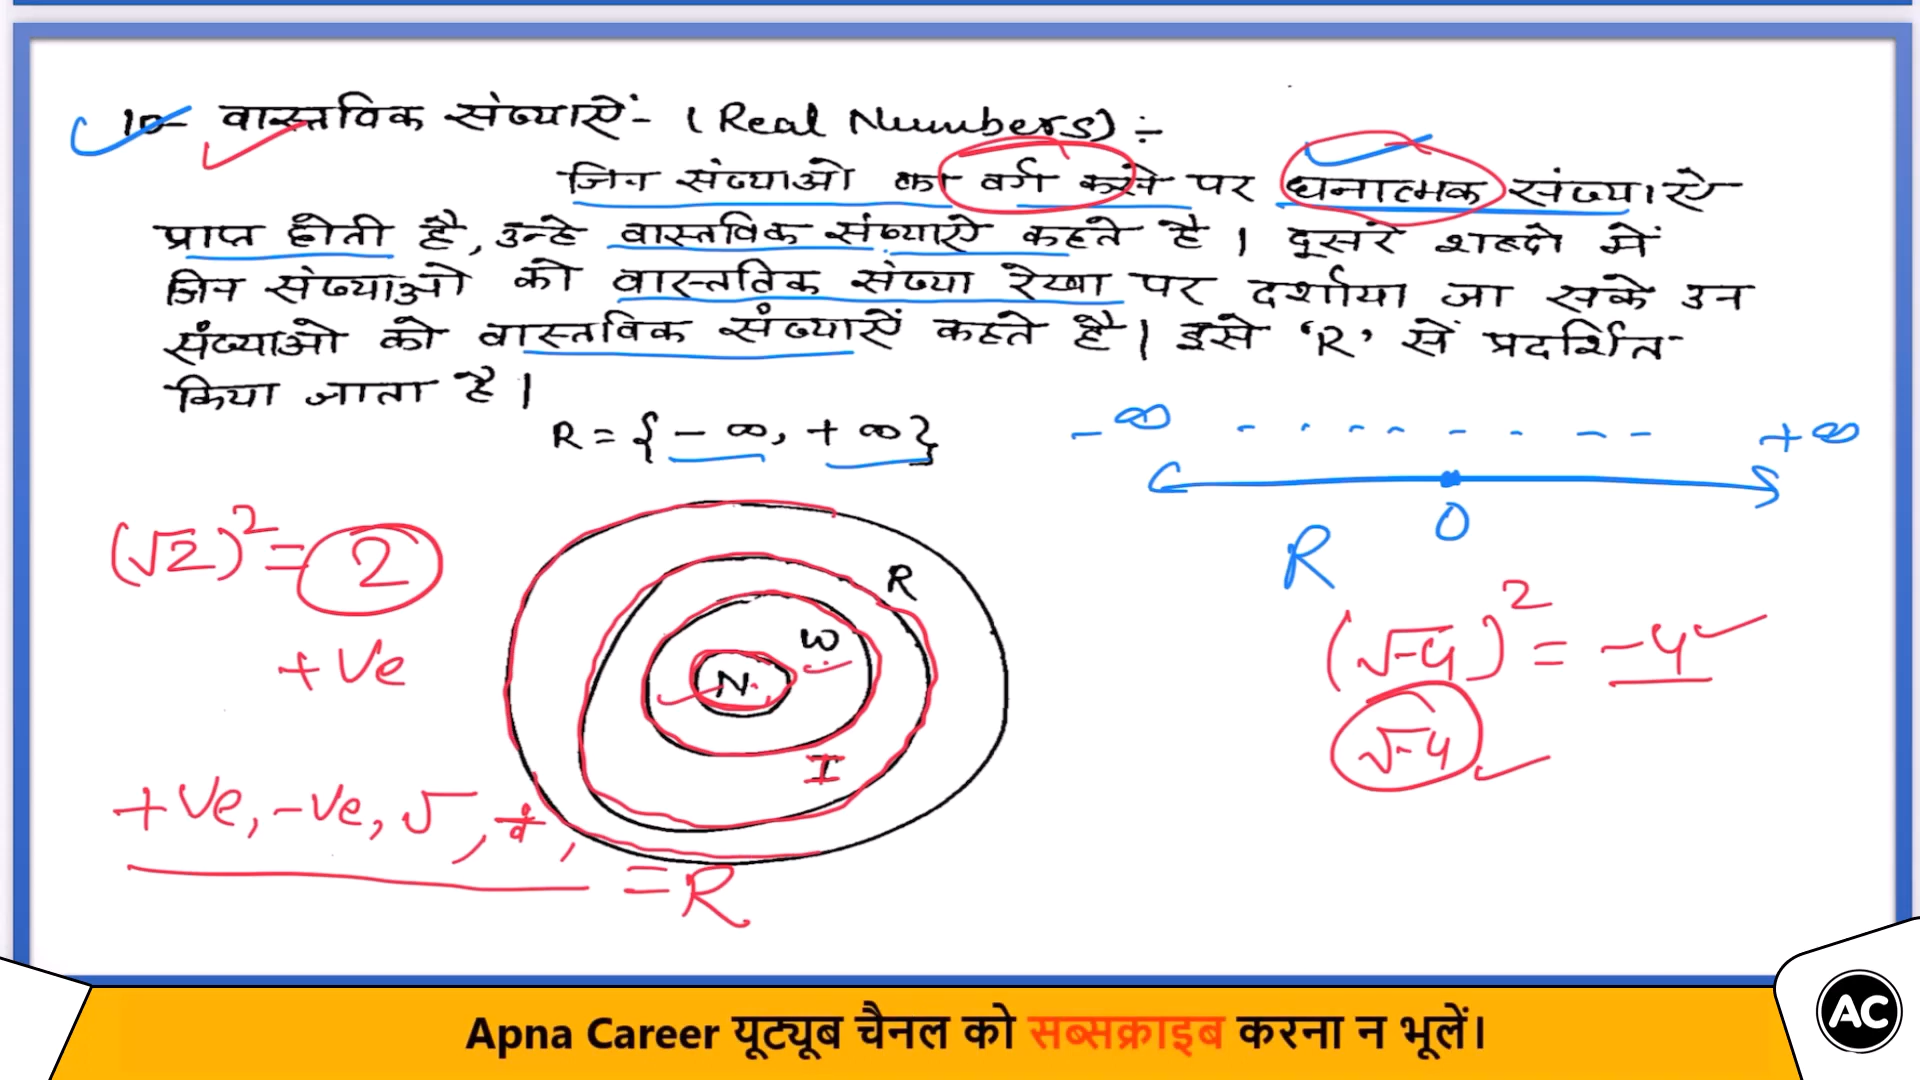 10- वास्तविक संख्याऐं- (Real Numbers) ÷
जिन संख्याओ का वर्ग करने पर धनात्मक संख्याऐ
प्राप्त होती है, उन्हे वास्तविक संख्याऐ कहते है। दूसरे शब्दो में
जिन संख्याओ को वास्तविक संख्या रेखा पर दर्शाया जा सके उन
संख्याओ को वास्तविक संख्याऐं कहते है। इसे 'R' सें प्रदर्शित
किया जाता है।
R = {- ∞, + ∞}
- ∞ - - - - - - - - + ∞
0
R
(√2)² = 2
+Ve
R
W
N
I
(√-4)² = -4
√-4
+Ve, -Ve, √ ,
= R
Apna Career यूट्यूब चैनल को सब्सक्राइब करना न भूलें।
AC